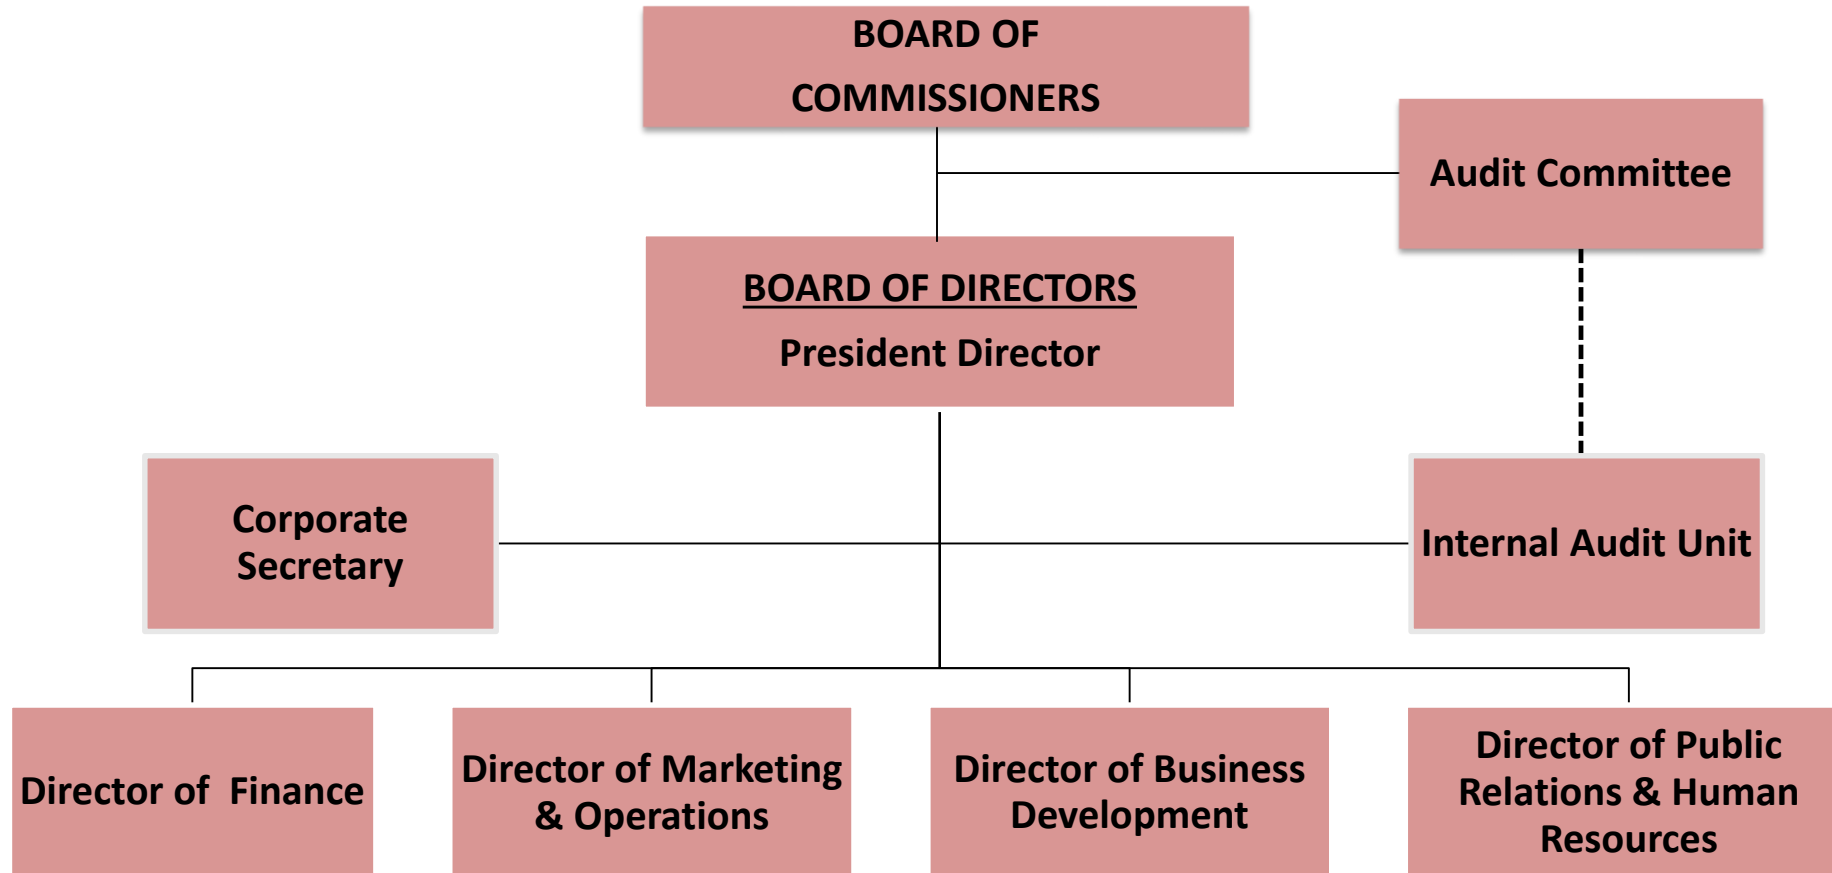 BOARD OF
COMMISSIONERS
Audit Committee
BOARD OF DIRECTORS
President Director
Corporate
Secretary
Internal Audit Unit
Director of  Finance
Director of Marketing
& Operations
Director of Business
Development
Director of Public
Relations & Human
Resources